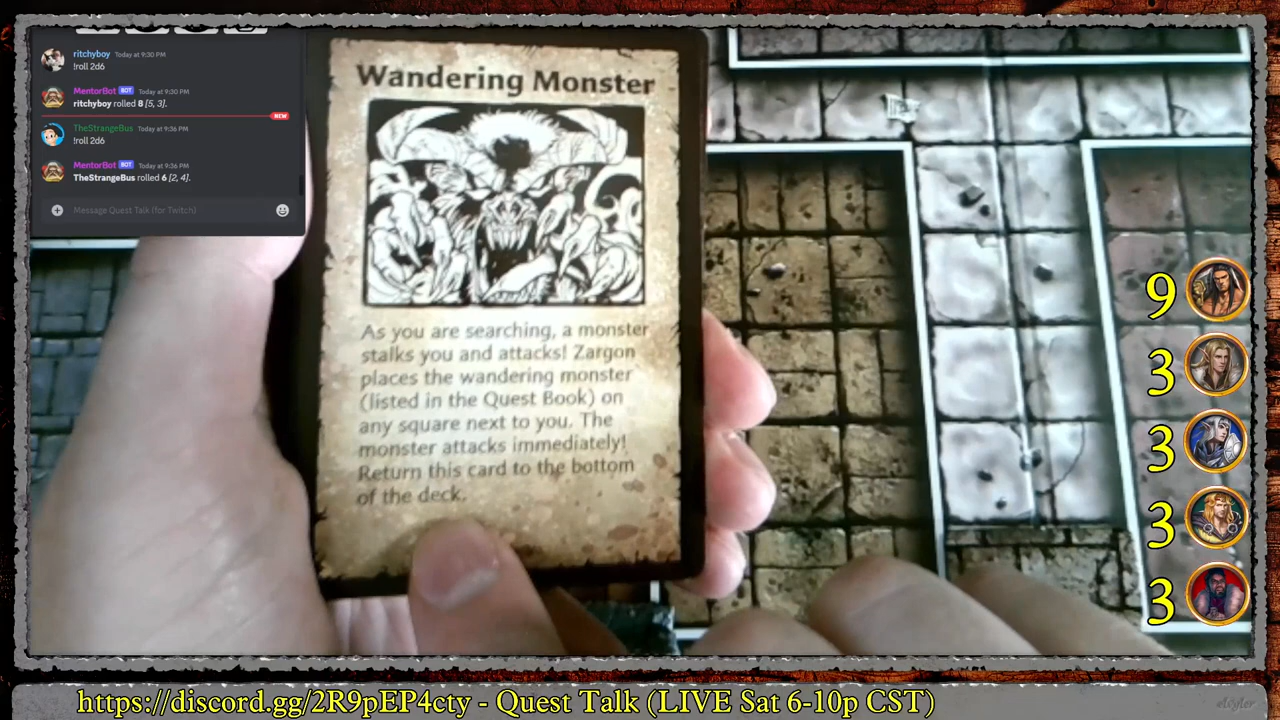 ritchyboy Today at 9:30 PM
!roll 2d6
MentorBot BOT Today at 9:30 PM
ritchyboy rolled 8 [5, 3].
NEW
TheStrangeBus Today at 9:36 PM
!roll 2d6
MentorBot BOT Today at 9:36 PM
TheStrangeBus rolled 6 [2, 4].
Message Quest Talk (for Twitch)
Wandering Monster
As you are searching, a monster
stalks you and attacks! Zargon
places the wandering monster
(listed in the Quest Book) on
any square next to you. The
monster attacks immediately!
Return this card to the bottom
of the deck.
9
3
3
3
3
https://discord.gg/2R9pEP4cty - Quest Talk (LIVE Sat 6-10p CST)